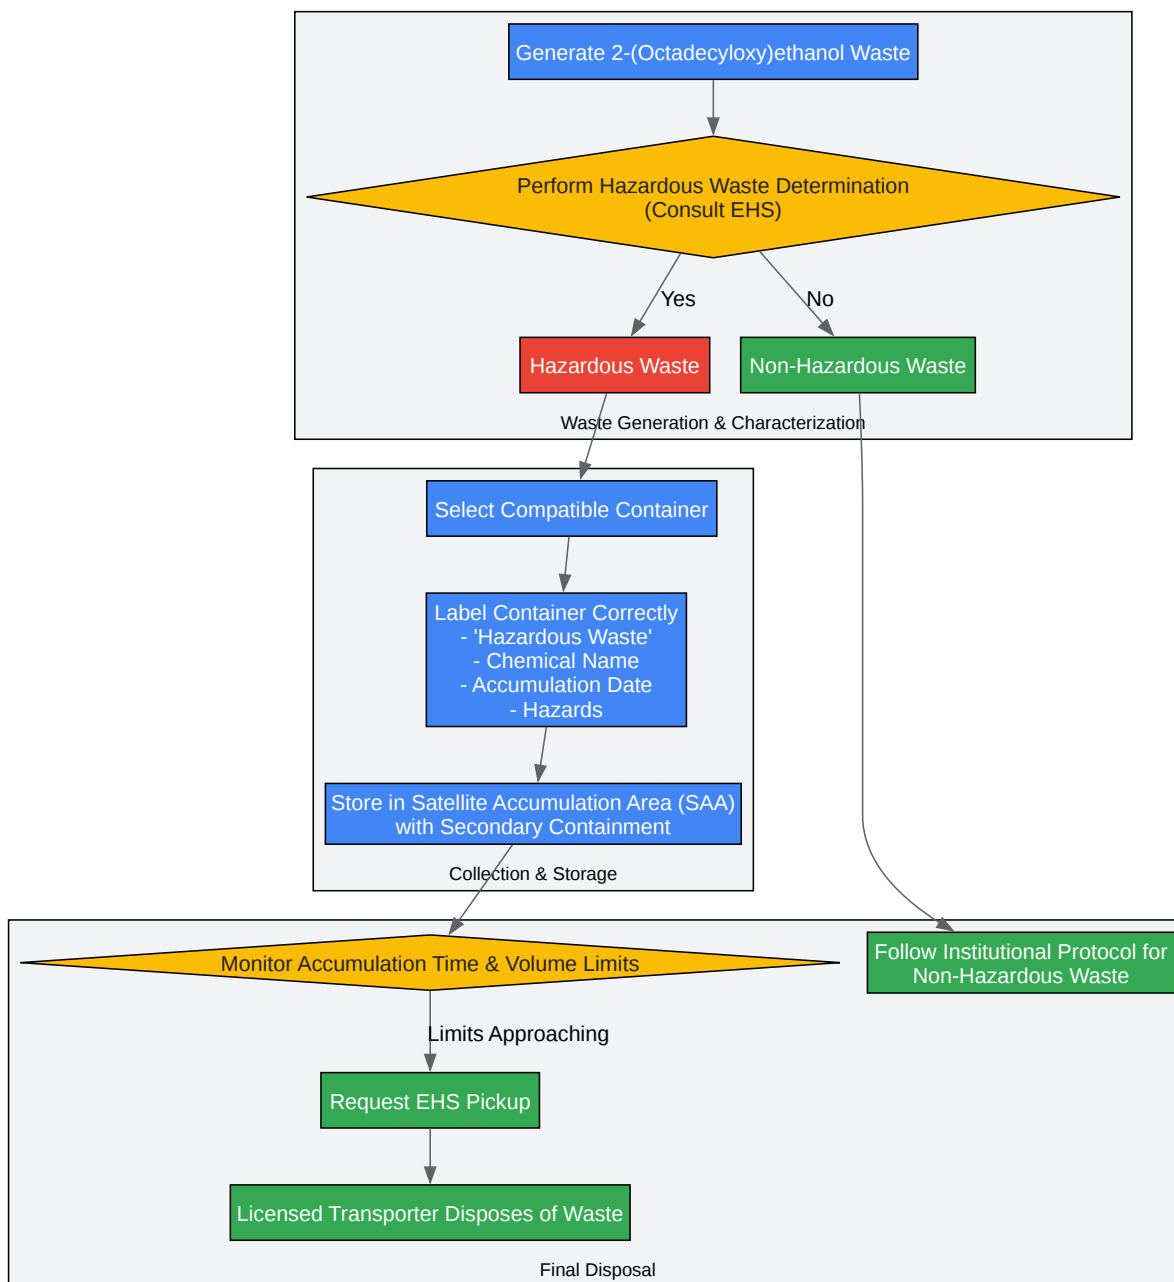 Generate 2-(Octadecyloxy)ethanol Waste
Perform Hazardous Waste Determination
(Consult EHS)
Yes
No
Hazardous Waste
Non-Hazardous Waste
Waste Generation & Characterization
Select Compatible Container
Label Container Correctly
- 'Hazardous Waste'
- Chemical Name
- Accumulation Date
- Hazards
Store in Satellite Accumulation Area (SAA)
with Secondary Containment
Collection & Storage
Monitor Accumulation Time & Volume Limits
Follow Institutional Protocol for
Non-Hazardous Waste
Limits Approaching
Request EHS Pickup
Licensed Transporter Disposes of Waste
Final Disposal